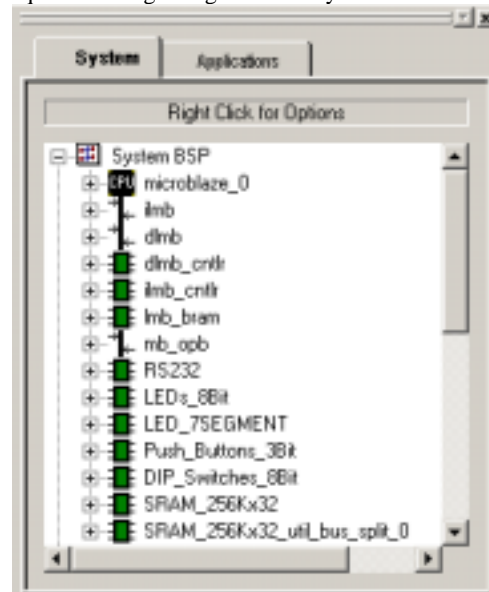 System
Applications
Right Click for Options
System BSP
CPU microblaze_0
ilmb
dlmb
dlmb_cntlr
ilmb_cntlr
lmb_bram
mb_opb
RS232
LEDs_8Bit
LED_7SEGMENT
Push_Buttons_3Bit
DIP_Switches_8Bit
SRAM_256Kx32
SRAM_256Kx32_util_bus_split_0